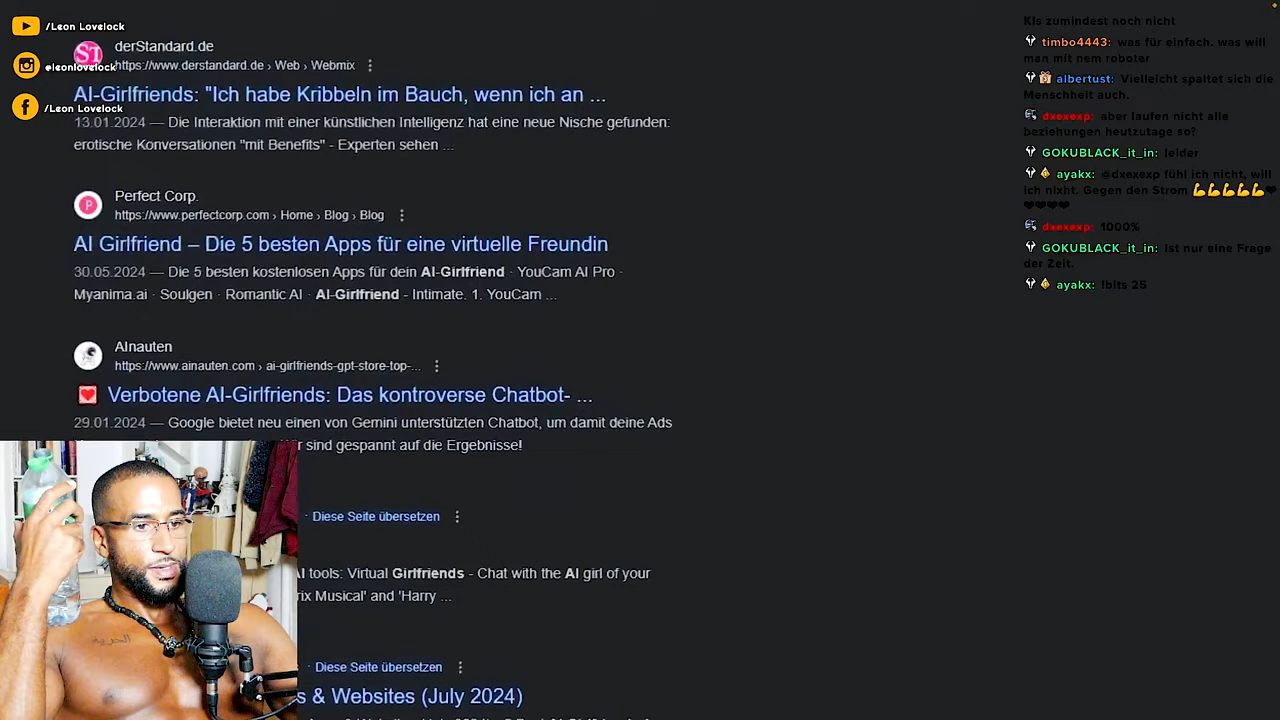 /Leon Lovelock
@leonlovelock
/Leon Lovelock
derStandard.de
https://www.derstandard.de › Web › Webmix
AI-Girlfriends: "Ich habe Kribbeln im Bauch, wenn ich an ...
13.01.2024 — Die Interaktion mit einer künstlichen Intelligenz hat eine neue Nische gefunden:
erotische Konversationen "mit Benefits" - Experten sehen ...
Perfect Corp.
https://www.perfectcorp.com › Home › Blog › Blog
AI Girlfriend – Die 5 besten Apps für eine virtuelle Freundin
30.05.2024 — Die 5 besten kostenlosen Apps für dein AI-Girlfriend · YouCam AI Pro ·
Myanima.ai · Soulgen · Romantic AI · AI-Girlfriend - Intimate. 1. YouCam ...
AInauten
https://www.ainauten.com › ai-girlfriends-gpt-store-top-...
Verbotene AI-Girlfriends: Das kontroverse Chatbot- ...
29.01.2024 — Google bietet neu einen von Gemini unterstützten Chatbot, um damit deine Ads
sind gespannt auf die Ergebnisse!
· Diese Seite übersetzen
tools: Virtual Girlfriends - Chat with the AI girl of your
Musical' and 'Harry ...
· Diese Seite übersetzen
s & Websites (July 2024)
KIs zumindest noch nicht
timbo4443: was für einfach. was will
man mit nem roboter
albertust: Vielleicht spaltet sich die
Menschheit auch.
dxexexp: aber laufen nicht alle
beziehungen heutzutage so?
GOKUBLACK_it_in: leider
ayakx: @dxexexp fühl ich nicht, will
ich nixht. Gegen den Strom
dxexexp: 1000%
GOKUBLACK_it_in: Ist nur eine Frage
der Zeit.
ayakx: !bits 25